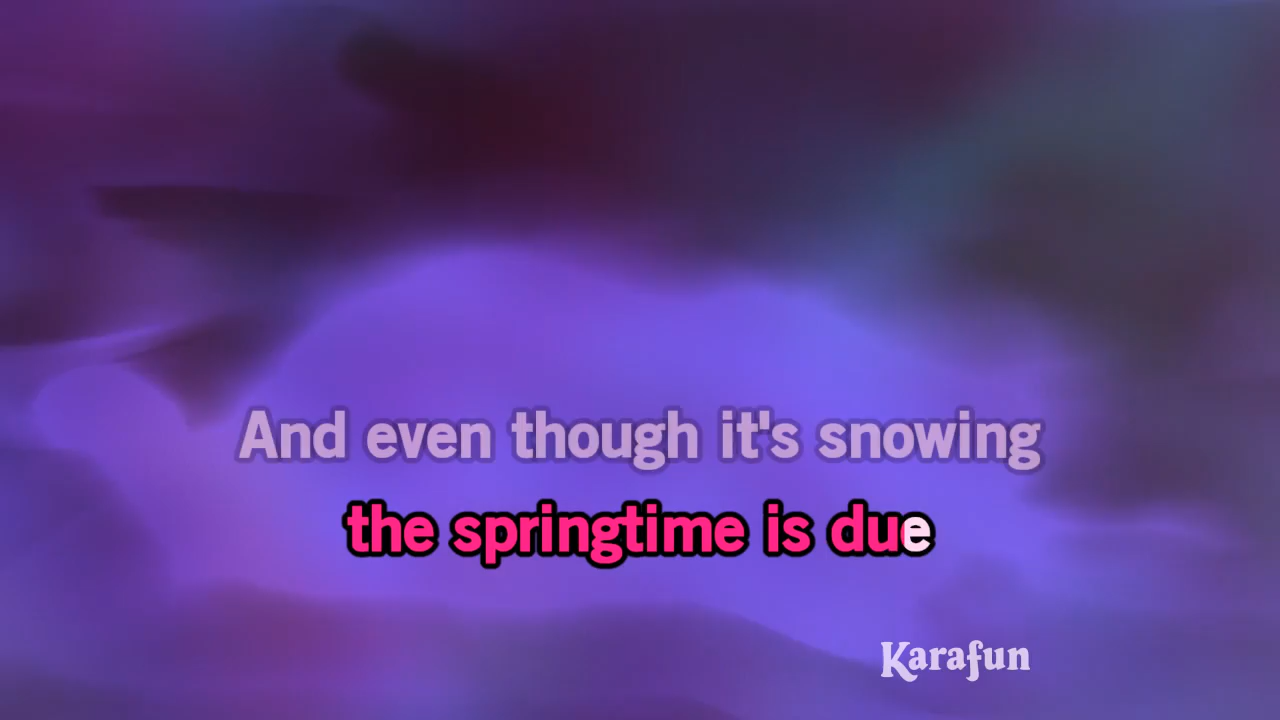 And even though it's snowing
the springtime is due
Karafun